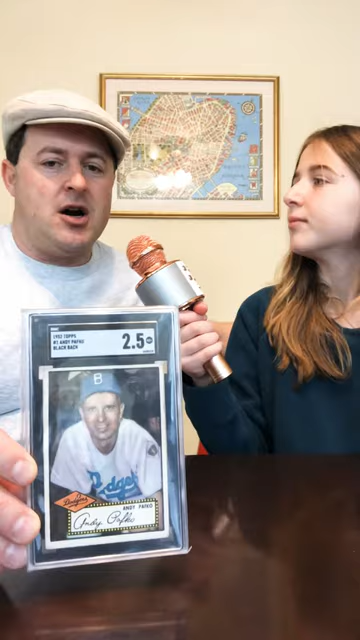 1952 TOPPS
#1 ANDY PAFKO
BLACK BACK
2.5
B
Dodgers
ANDY PAFKO
Andy Pafko